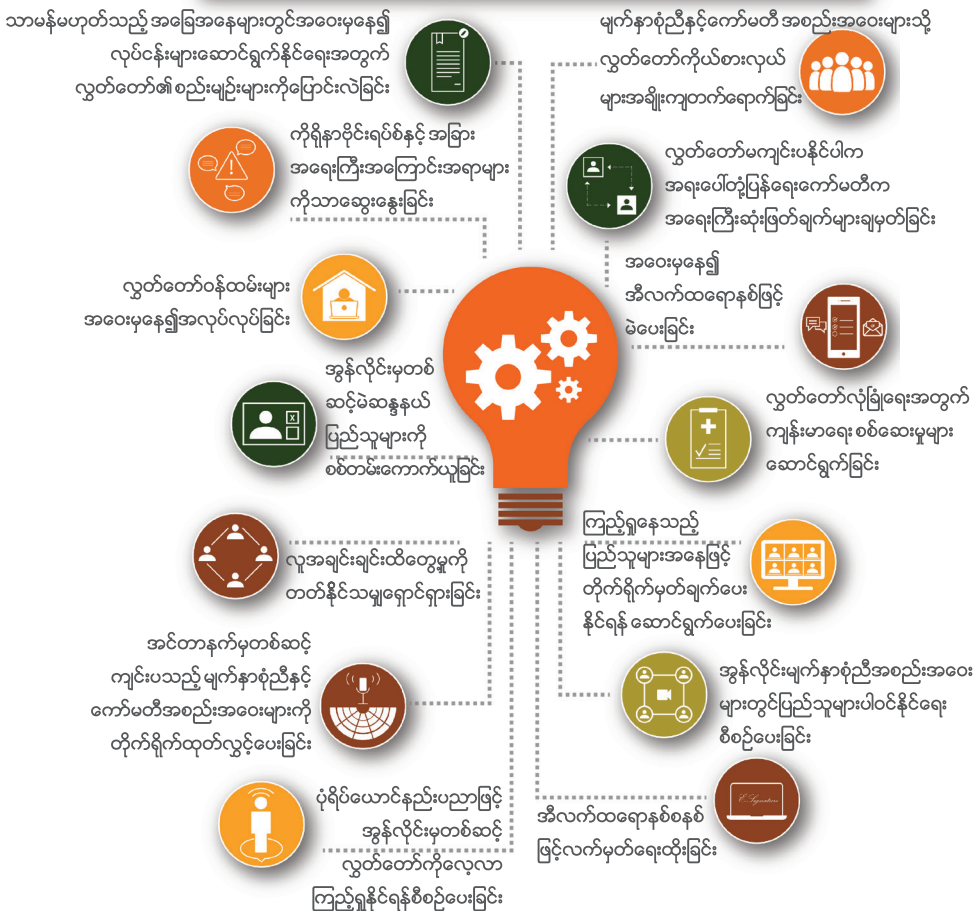 သာမန်မဟုတ်သည့် အခြေအနေများတွင်အဝေးမှနေ၍
လုပ်ငန်းများဆောင်ရွက်နိုင်ရေးအတွက်
လွှတ်တော်၏ စည်းမျဉ်းများကိုပြောင်းလဲခြင်း
မျက်နှာစုံညီနှင့်ကော်မတီ အစည်းအဝေးများသို့
လွှတ်တော်ကိုယ်စားလှယ်
များအချိုးကျတက်ရောက်ခြင်း
ကိုရိုနာဗိုင်းရပ်စ်နှင့် အခြား
အရေးကြီးအကြောင်းအရာများ
ကိုသာဆွေးနွေးခြင်း
လွှတ်တော်မကျင်းပနိုင်ပါက
အရးပေါ်တုံ့ပြန်ရေးကော်မတီက
အရေးကြီးဆုံးဖြတ်ချက်များချမှတ်ခြင်း
လွှတ်တော်ဝန်ထမ်းများ
အဝေးမှနေ၍အလုပ်လုပ်ခြင်း
အဝေးမှနေ၍
အီလက်ထရောနစ်ဖြင့်
မဲပေးခြင်း
အွန်လိုင်းမှတစ်
ဆင့်မဲဆန္ဒနယ်
ပြည်သူများကို
စစ်တမ်းကောက်ယူခြင်း
လွှတ်တော်လုံခြုံရေးအတွက်
ကျန်းမာရေး စစ်ဆေးမှုများ
ဆောင်ရွက်ခြင်း
လူအချင်းချင်းထိတွေ့မှုကို
တတ်နိုင်သမျှရှောင်ရှားခြင်း
ကြည့်ရှုနေသည့်
ပြည်သူများအနေဖြင့်
တိုက်ရိုက်မှတ်ချက်ပေး
နိုင်ရန် ဆောင်ရွက်ပေးခြင်း
အင်တာနက်မှတစ်ဆင့်
ကျင်းပသည့် မျက်နှာစုံညီနှင့်
ကော်မတီအစည်းအဝေးများကို
တိုက်ရိုက်ထုတ်လွှင့်ပေးခြင်း
အွန်လိုင်းမျက်နှာစုံညီအစည်းအဝေး
များတွင်ပြည်သူများပါဝင်နိုင်ရေး
စီစဉ်ပေးခြင်း
ပုံရိပ်ယောင်နည်းပညာဖြင့်
အွန်လိုင်းမှတစ်ဆင့်
လွှတ်တော်ကိုလေ့လာ
ကြည့်ရှုနိုင်ရန်စီစဉ်ပေးခြင်း
အီလက်ထရောနစ်စနစ်
ဖြင့်လက်မှတ်ရေးထိုးခြင်း
E.Signature